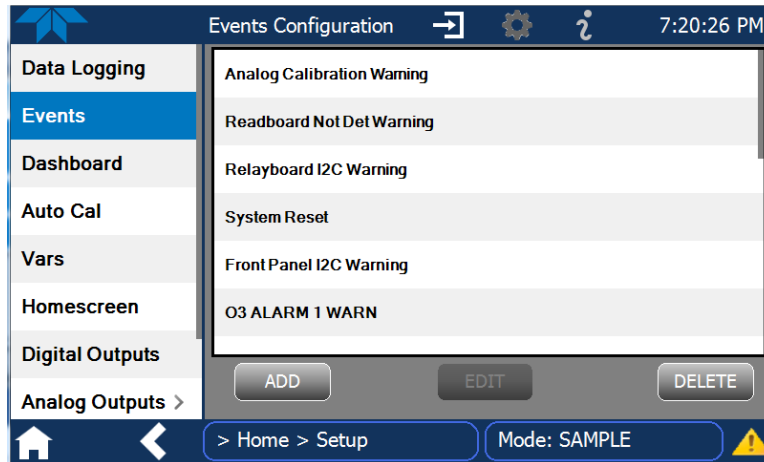 Events Configuration
7:20:26 PM
Data Logging
Events
Dashboard
Auto Cal
Vars
Homescreen
Digital Outputs
Analog Outputs >
Analog Calibration Warning
Readboard Not Det Warning
Relayboard I2C Warning
System Reset
Front Panel I2C Warning
O3 ALARM 1 WARN
ADD
EDIT
DELETE
> Home > Setup
Mode: SAMPLE